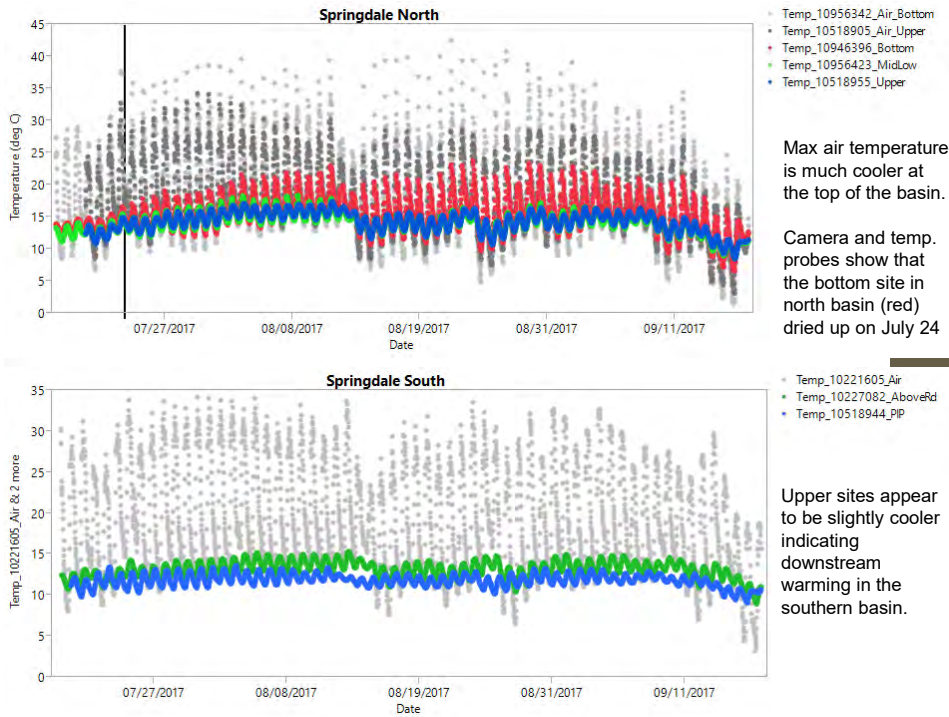 Springdale North
Temperature (deg C)
45
40
35
30
25
20
15
10
5
0
07/27/2017
08/08/2017
08/19/2017
08/31/2017
09/11/2017
Date
Temp_10956342_Air_Bottom
Temp_10518905_Air_Upper
Temp_10946396_Bottom
Temp_10956423_MidLow
Temp_10518955_Upper
Max air temperature
is much cooler at
the top of the basin.
Camera and temp.
probes show that
the bottom site in
north basin (red)
dried up on July 24
Springdale South
Temp_10221605_Air & 2 more
35
30
25
20
15
10
5
0
07/27/2017
08/08/2017
08/19/2017
08/31/2017
09/11/2017
Date
Temp_10221605_Air
Temp_10227082_AboveRd
Temp_10518944_PIP
Upper sites appear
to be slightly cooler
indicating
downstream
warming in the
southern basin.